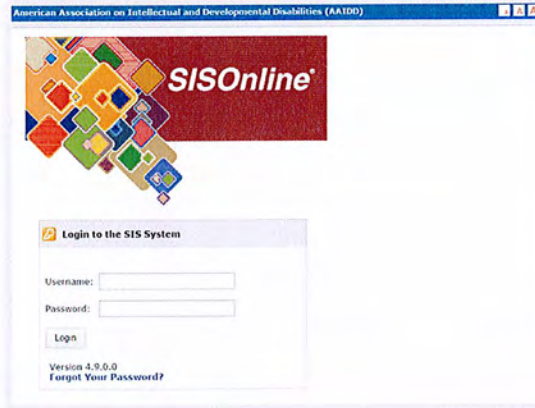 American Association on Intellectual and Developmental Disabilities (AAIDD)
A A A
SISOnline®
Login to the SIS System
Username:
Password:
Login
Version 4.9.0.0
Forgot Your Password?